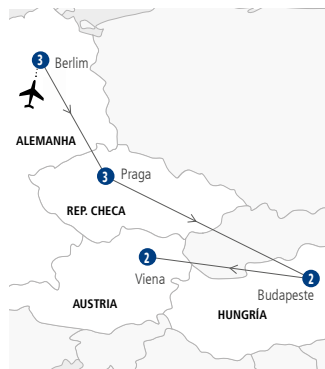 3 Berlim
ALEMANHA
3 Praga
REP. CHECA
2
Viena
2
Budapeste
AUSTRIA
HUNGRÍA